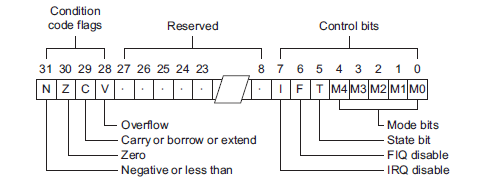 Condition
code flags
Reserved
Control bits
31 30 29 28 27 26 25 24 23 8 7 6 5 4 3 2 1 0
N Z C V · · · · · · I F T M4 M3 M2 M1 M0
Overflow
Carry or borrow or extend
Zero
Negative or less than
Mode bits
State bit
FIQ disable
IRQ disable